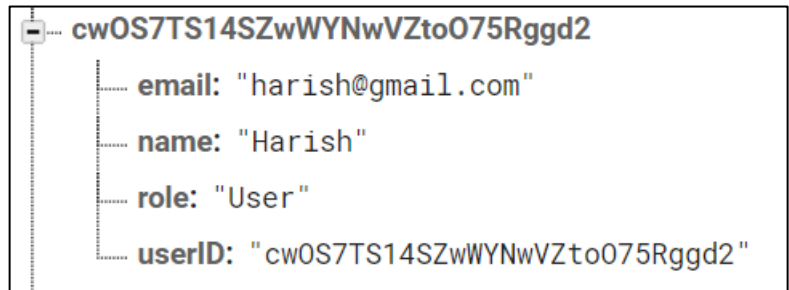 cwOS7TS14SZwWYNwVZtoO75Rggd2
email: "harish@gmail.com"
name: "Harish"
role: "User"
userID: "cwOS7TS14SZwWYNwVZtoO75Rggd2"